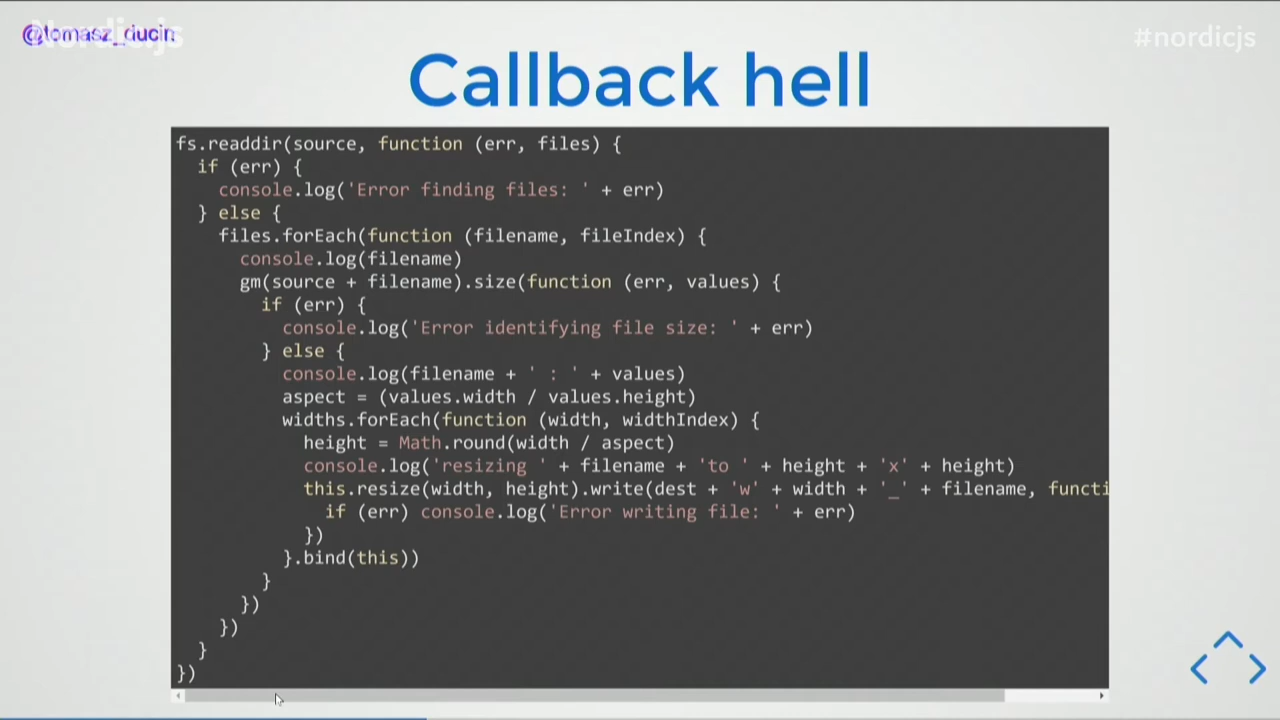 @tomasz_ducin
Nordic.js
#nordicjs
Callback hell
fs.readdir(source, function (err, files) {
  if (err) {
    console.log('Error finding files: ' + err)
  } else {
    files.forEach(function (filename, fileIndex) {
      console.log(filename)
      gm(source + filename).size(function (err, values) {
        if (err) {
          console.log('Error identifying file size: ' + err)
        } else {
          console.log(filename + ' : ' + values)
          aspect = (values.width / values.height)
          widths.forEach(function (width, widthIndex) {
            height = Math.round(width / aspect)
            console.log('resizing ' + filename + 'to ' + height + 'x' + height)
            this.resize(width, height).write(dest + 'w' + width + '_' + filename, functi
              if (err) console.log('Error writing file: ' + err)
            })
          }.bind(this))
        }
      })
    })
  }
})